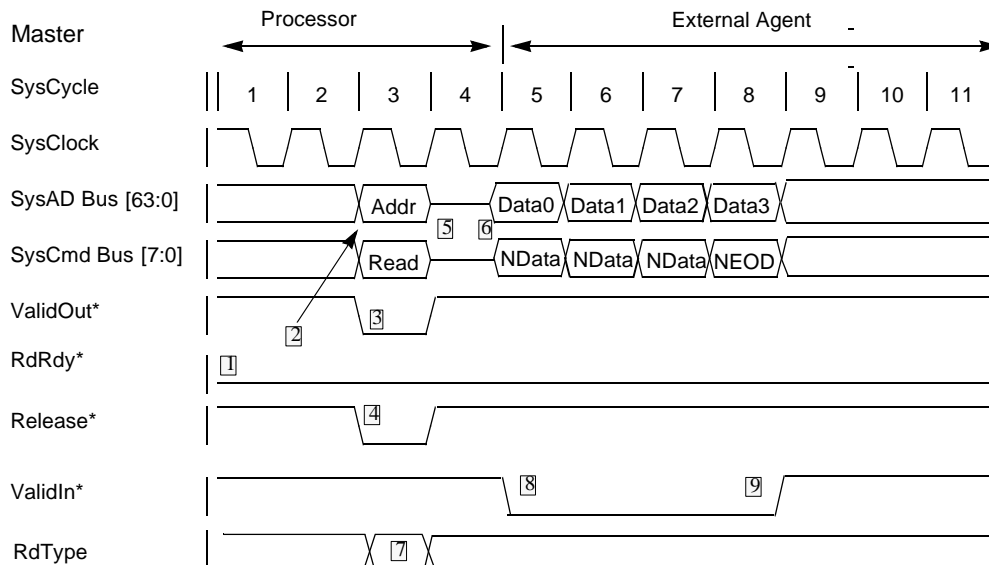 Processor External Agent
Master
SysCycle 1 2 3 4 5 6 7 8 9 10 11
SysClock
SysAD Bus [63:0] Addr Data0 Data1 Data2 Data3
5 6
SysCmd Bus [7:0] Read NData NData NData NEOD
ValidOut* 3
2
RdRdy* 1
Release* 4
ValidIn* 8 9
RdType 7